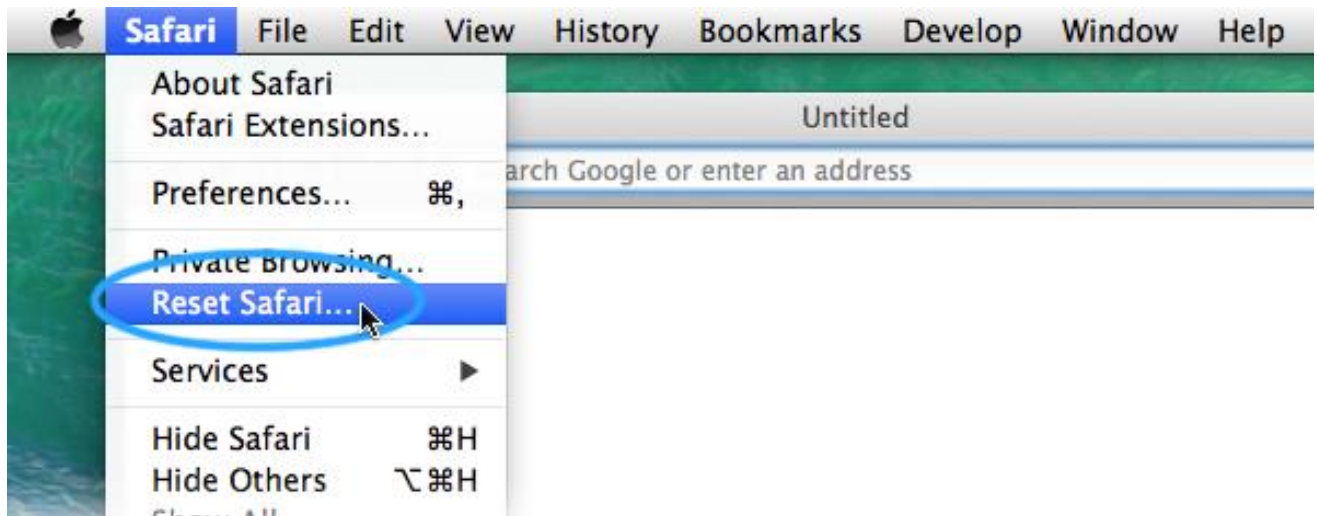 Safari File Edit View History Bookmarks Develop Window Help
About Safari
Safari Extensions...
Untitled
arch Google or enter an address
Preferences... ⌘,
Private Browsing...
Reset Safari...
Services ▶
Hide Safari ⌘H
Hide Others ⌥⌘H